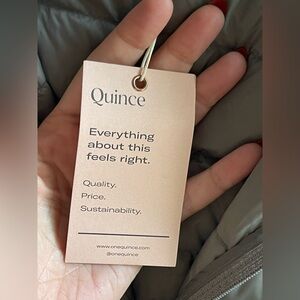 Quince
Everything
about this
feels right.
Quality.
Price.
Sustainability.
www.onequince.com
@onequince